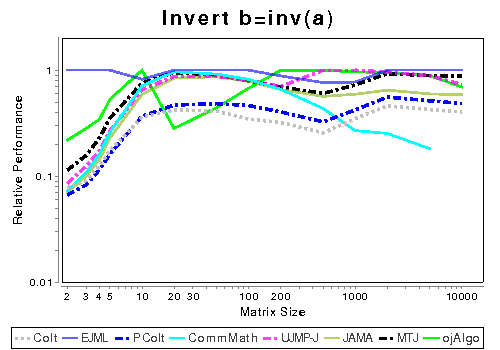 Invert b=inv(a)
Relative Performance
1
0.1
0.01
2 3 4 5 10 20 30 100 1000 10000
Matrix Size
Colt EJML PColt CommMath UJMP-J JAMA MTJ ojAlgo